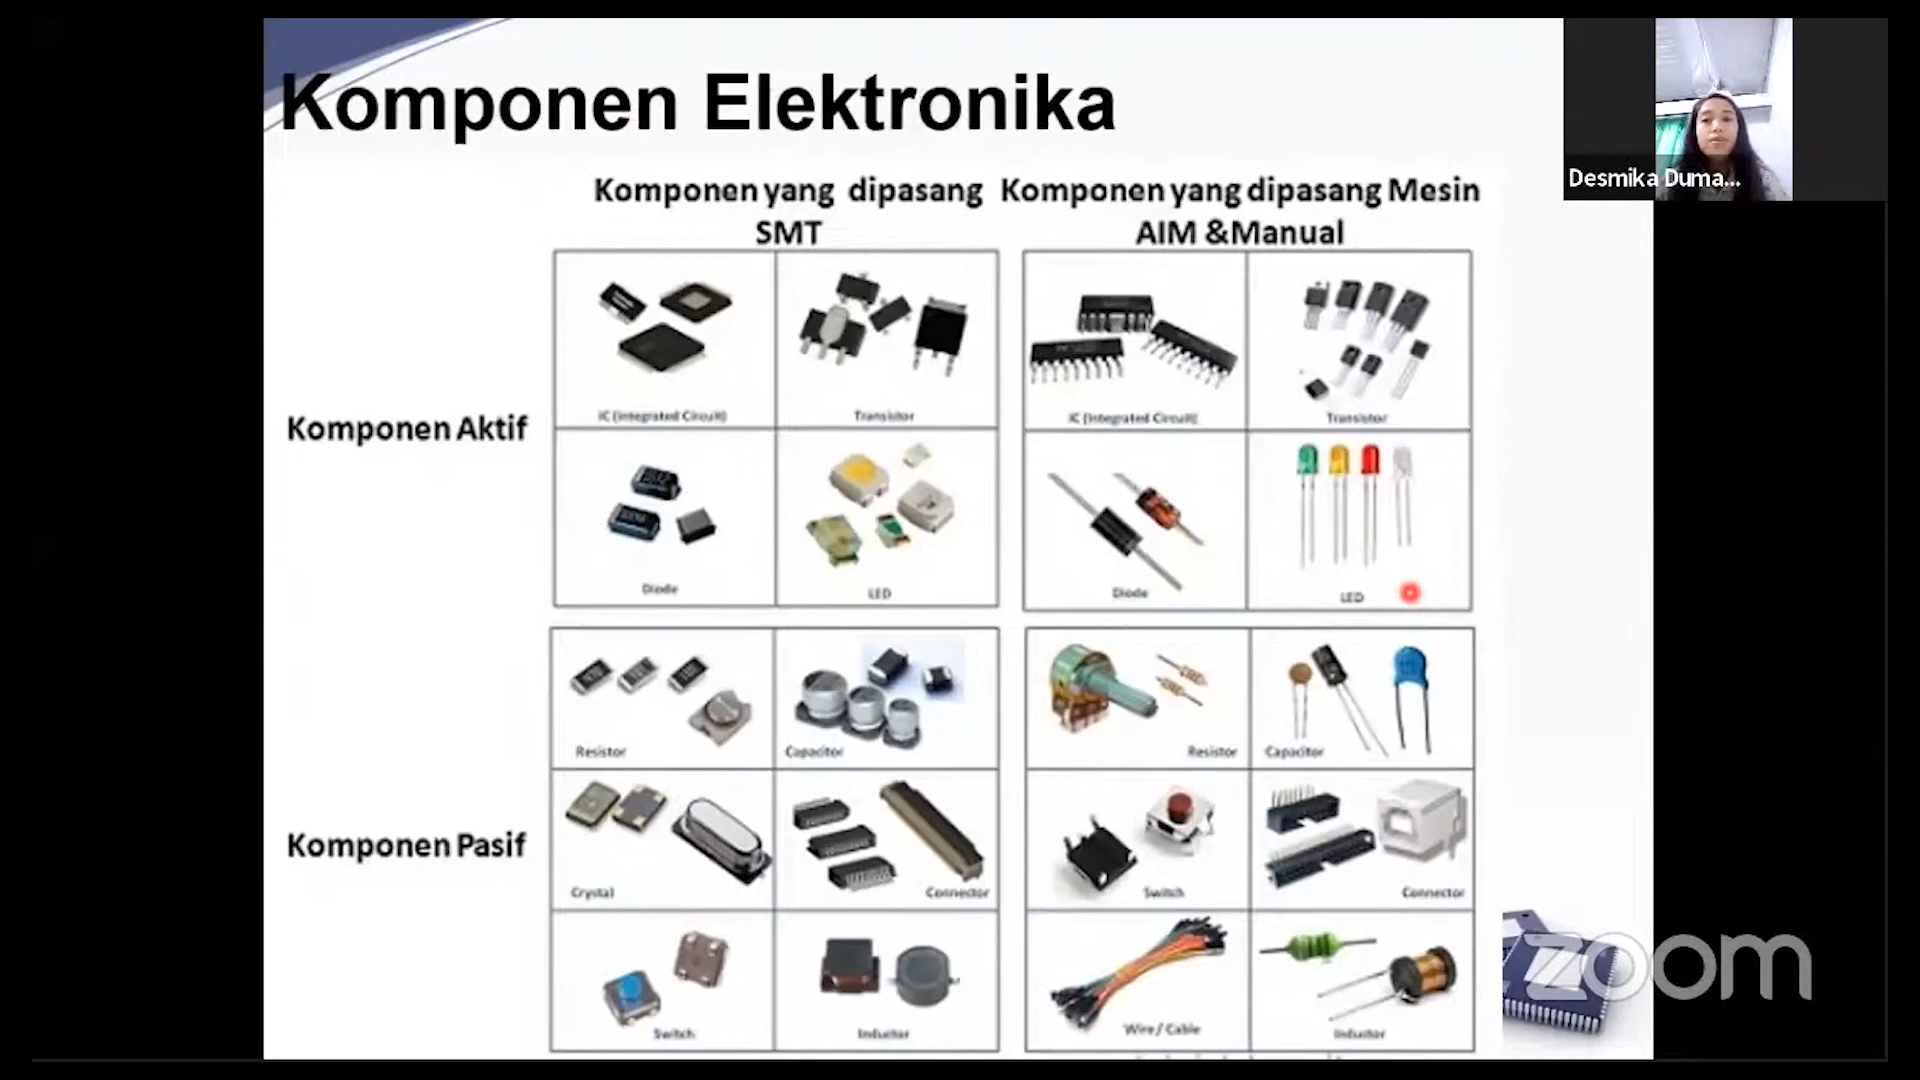 Komponen Elektronika
Desmika Duma...
Komponen yang dipasang
SMT
Komponen yang dipasang Mesin
AIM &Manual
Komponen Aktif
IC (Integrated Circuit)
Transistor
IC (Integrated Circuit)
Transistor
Diode
LED
Diode
LED
Komponen Pasif
Resistor
Capacitor
Resistor
Capacitor
Crystal
Connector
Switch
Connector
Switch
Inductor
Wire / Cable
Inductor
zoom